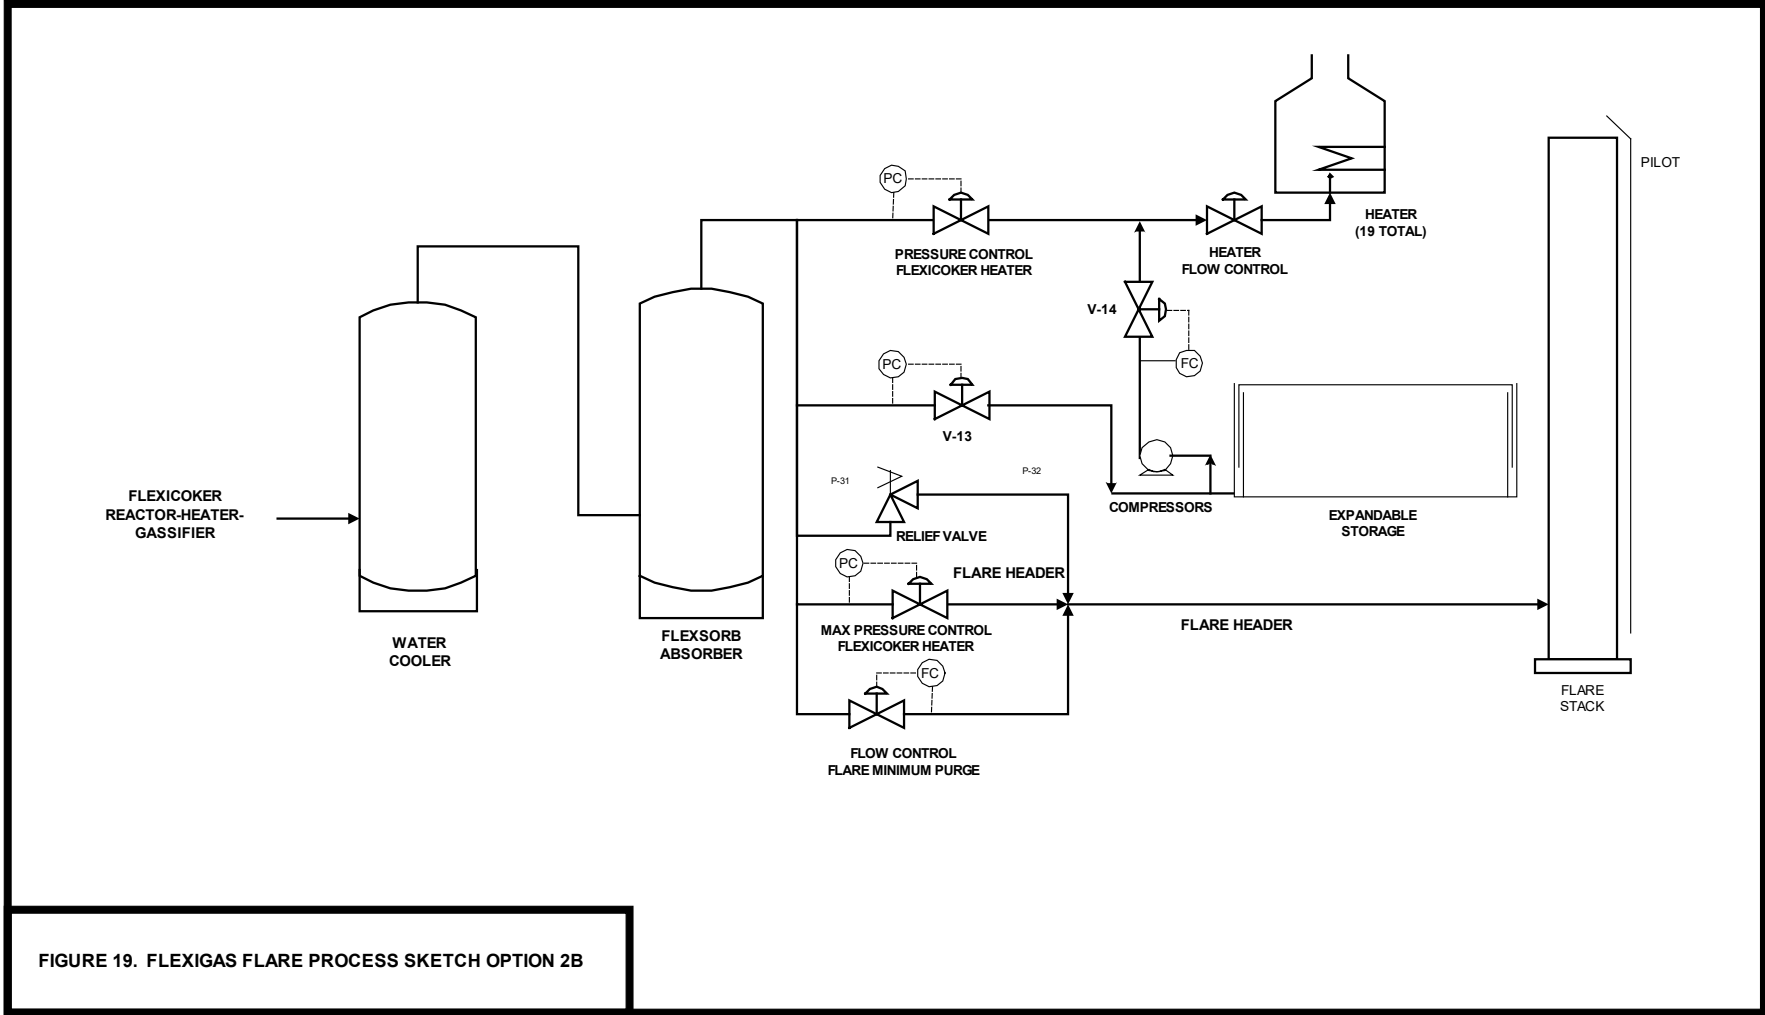 PILOT
PC
HEATER
(19 TOTAL)
PRESSURE CONTROL
FLEXICOKER HEATER
HEATER
FLOW CONTROL
V-14
PC
FC
V-13
P-31
P-32
FLEXICOKER
REACTOR-HEATER-
GASSIFIER
COMPRESSORS
EXPANDABLE
STORAGE
RELIEF VALVE
PC
FLARE HEADER
MAX PRESSURE CONTROL
FLEXICOKER HEATER
FLARE HEADER
WATER
COOLER
FLEXSORB
ABSORBER
FC
FLARE
STACK
FLOW CONTROL
FLARE MINIMUM PURGE
FIGURE 19. FLEXIGAS FLARE PROCESS SKETCH OPTION 2B